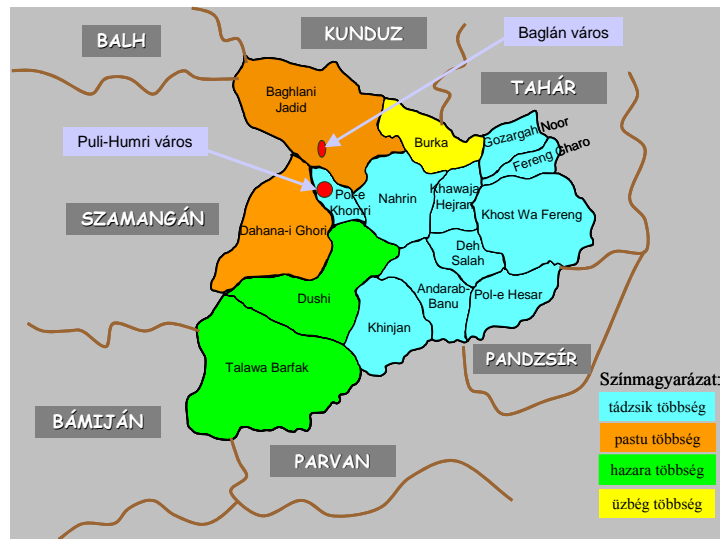 BALH
KUNDUZ
Baglán város
TAHÁR
Baghlani
Jadid
Puli-Humri város
Burka
Gozargah Noor
Fereng Gharo
SZAMANGÁN
Pol-e
Khomri
Nahrin
Khawaja
Hejran
Khost Wa Fereng
Dahana-i Ghori
Deh
Salah
Dushi
Andarab-
Banu
Pol-e Hesar
Khinjan
PANDZSÍR
Talawa Barfak
BÁMIJÁN
PARVAN
Színmagyarázat:
tádzsik többség
pastu többség
hazara többség
üzbég többség